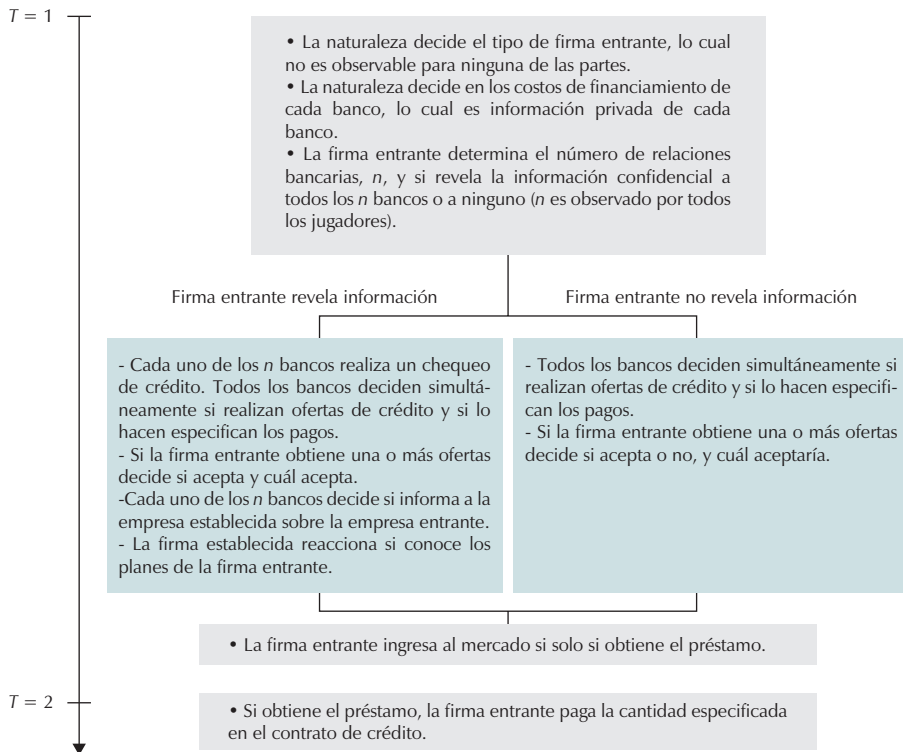 T = 1
• La naturaleza decide el tipo de firma entrante, lo cual
no es observable para ninguna de las partes.
• La naturaleza decide en los costos de financiamiento de
cada banco, lo cual es información privada de cada
banco.
• La firma entrante determina el número de relaciones
bancarias, n, y si revela la información confidencial a
todos los n bancos o a ninguno (n es observado por todos
los jugadores).
Firma entrante revela información
Firma entrante no revela información
- Cada uno de los n bancos realiza un chequeo
de crédito. Todos los bancos deciden simultá-
neamente si realizan ofertas de crédito y si lo
hacen especifican los pagos.
- Si la firma entrante obtiene una o más ofertas
decide si acepta y cuál acepta.
-Cada uno de los n bancos decide si informa a la
empresa establecida sobre la empresa entrante.
- La firma establecida reacciona si conoce los
planes de la firma entrante.
- Todos los bancos deciden simultáneamente si
realizan ofertas de crédito y si lo hacen especifi-
can los pagos.
- Si la firma entrante obtiene una o más ofertas
decide si acepta o no, y cuál aceptaría.
• La firma entrante ingresa al mercado si solo si obtiene el préstamo.
T = 2
• Si obtiene el préstamo, la firma entrante paga la cantidad especificada
en el contrato de crédito.